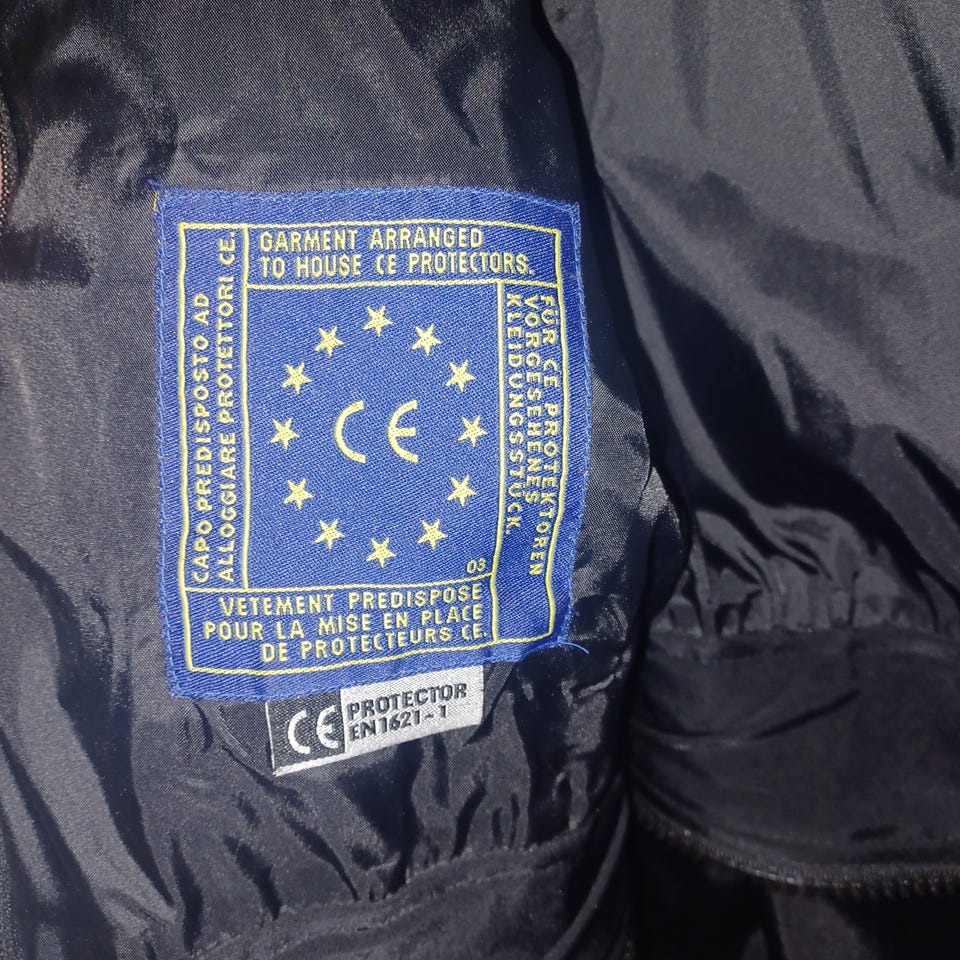 GARMENT ARRANGED
TO HOUSE CE PROTECTORS.
CAPO PREDISPOSTO AD
ALLOGGIARE PROTETTORI CE.
FÜR CE PROTEKTOREN
VORGESEHENES
KLEIDUNGSSTÜCK.
CE
03
VETEMENT PREDISPOSE
POUR LA MISE EN PLACE
DE PROTECTEURS CE.
CE PROTECTOR
EN1621-1